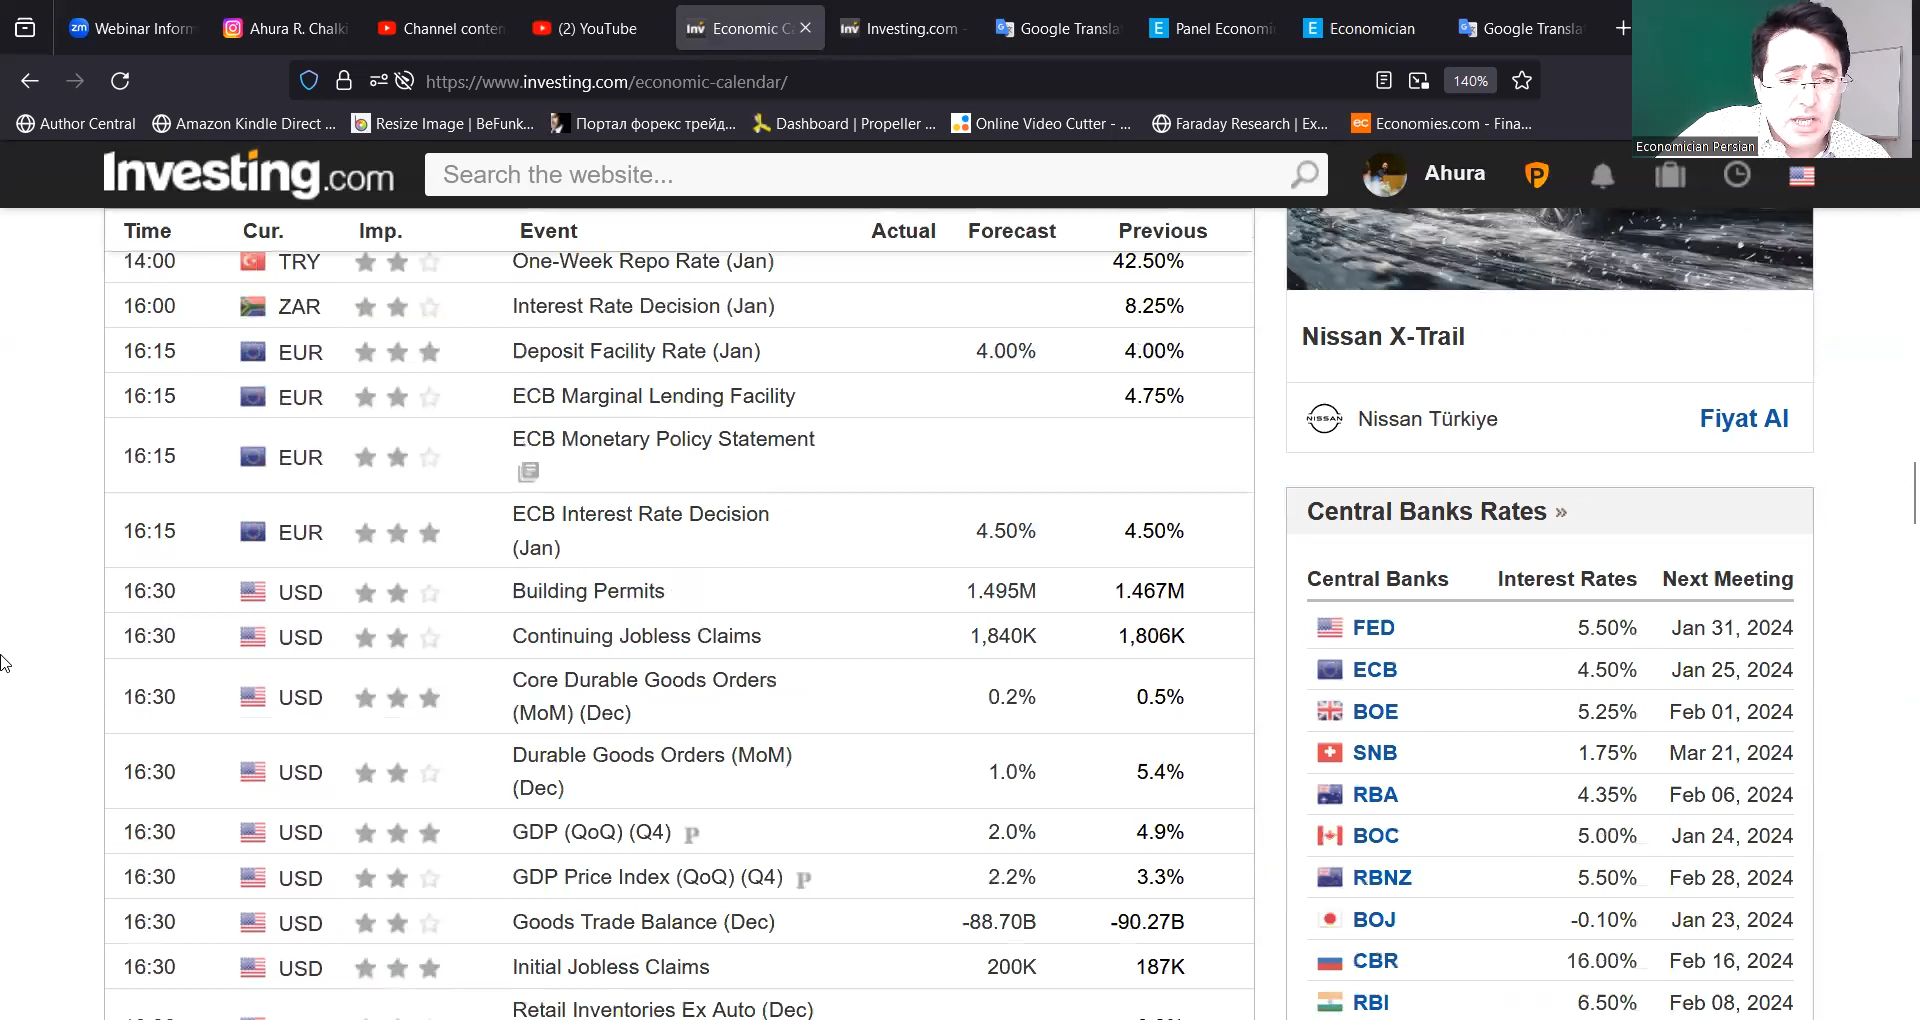 Webinar Inforn
Ahura R. Chalki
Channel conten
(2) YouTube
Economic C
Investing.com -
Google Transla
Panel Economi
Economician
Google Transla
https://www.investing.com/economic-calendar/
140%
Author Central
Amazon Kindle Direct ...
Resize Image | BeFunk...
Портал форекс трейд...
Dashboard | Propeller ...
Online Video Cutter - ...
Faraday Research | Ex...
Economies.com - Fina...
Economician Persian
Investing.com
Search the website...
Ahura
Time Cur. Imp. Event Actual Forecast Previous
14:00 TRY One-Week Repo Rate (Jan) 42.50%
16:00 ZAR Interest Rate Decision (Jan) 8.25%
16:15 EUR Deposit Facility Rate (Jan) 4.00% 4.00%
16:15 EUR ECB Marginal Lending Facility 4.75%
16:15 EUR ECB Monetary Policy Statement
16:15 EUR ECB Interest Rate Decision
(Jan) 4.50% 4.50%
16:30 USD Building Permits 1.495M 1.467M
16:30 USD Continuing Jobless Claims 1,840K 1,806K
16:30 USD Core Durable Goods Orders
(MoM) (Dec) 0.2% 0.5%
16:30 USD Durable Goods Orders (MoM)
(Dec) 1.0% 5.4%
16:30 USD GDP (QoQ) (Q4) P 2.0% 4.9%
16:30 USD GDP Price Index (QoQ) (Q4) P 2.2% 3.3%
16:30 USD Goods Trade Balance (Dec) -88.70B -90.27B
16:30 USD Initial Jobless Claims 200K 187K
Retail Inventories Ex Auto (Dec)
Nissan X-Trail
NISSAN
Nissan Türkiye
Fiyat Al
Central Banks Rates »
Central Banks Interest Rates Next Meeting
FED 5.50% Jan 31, 2024
ECB 4.50% Jan 25, 2024
BOE 5.25% Feb 01, 2024
SNB 1.75% Mar 21, 2024
RBA 4.35% Feb 06, 2024
BOC 5.00% Jan 24, 2024
RBNZ 5.50% Feb 28, 2024
BOJ -0.10% Jan 23, 2024
CBR 16.00% Feb 16, 2024
RBI 6.50% Feb 08, 2024